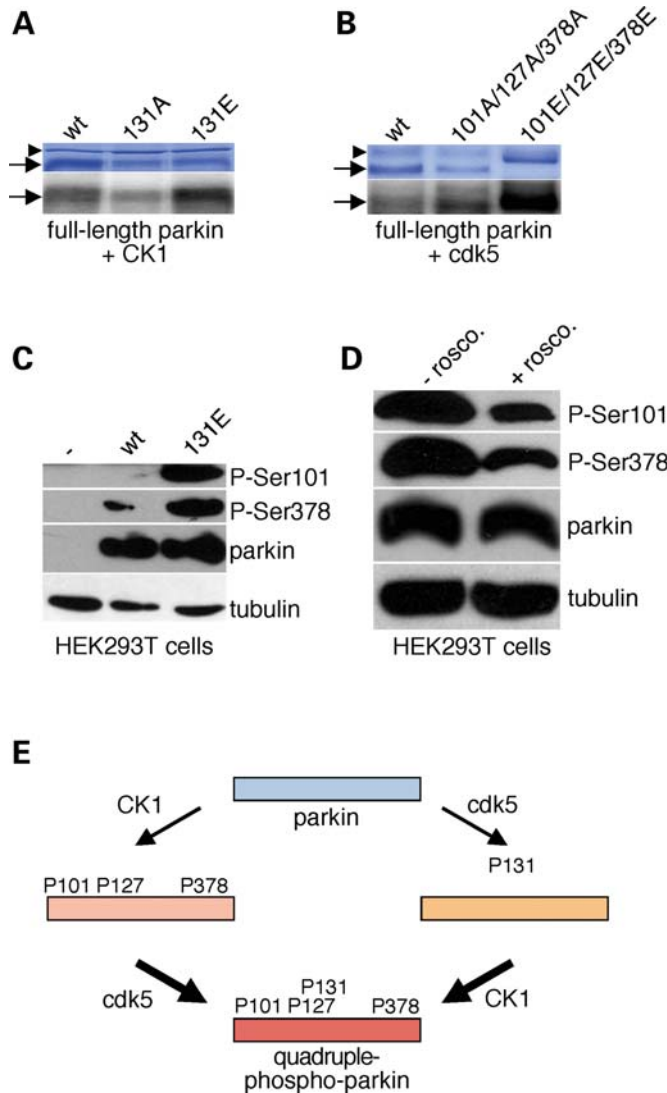 A
wt
131A
131E
full-length parkin
+ CK1
B
wt
101A/127A/378A
101E/127E/378E
full-length parkin
+ cdk5
C
-
wt
131E
P-Ser101
P-Ser378
parkin
tubulin
HEK293T cells
D
- rosco.
+ rosco.
P-Ser101
P-Ser378
parkin
tubulin
HEK293T cells
E
CK1
parkin
cdk5
P101 P127 P378
P131
cdk5
P131
P101 P127 P378
CK1
quadruple-
phospho-parkin